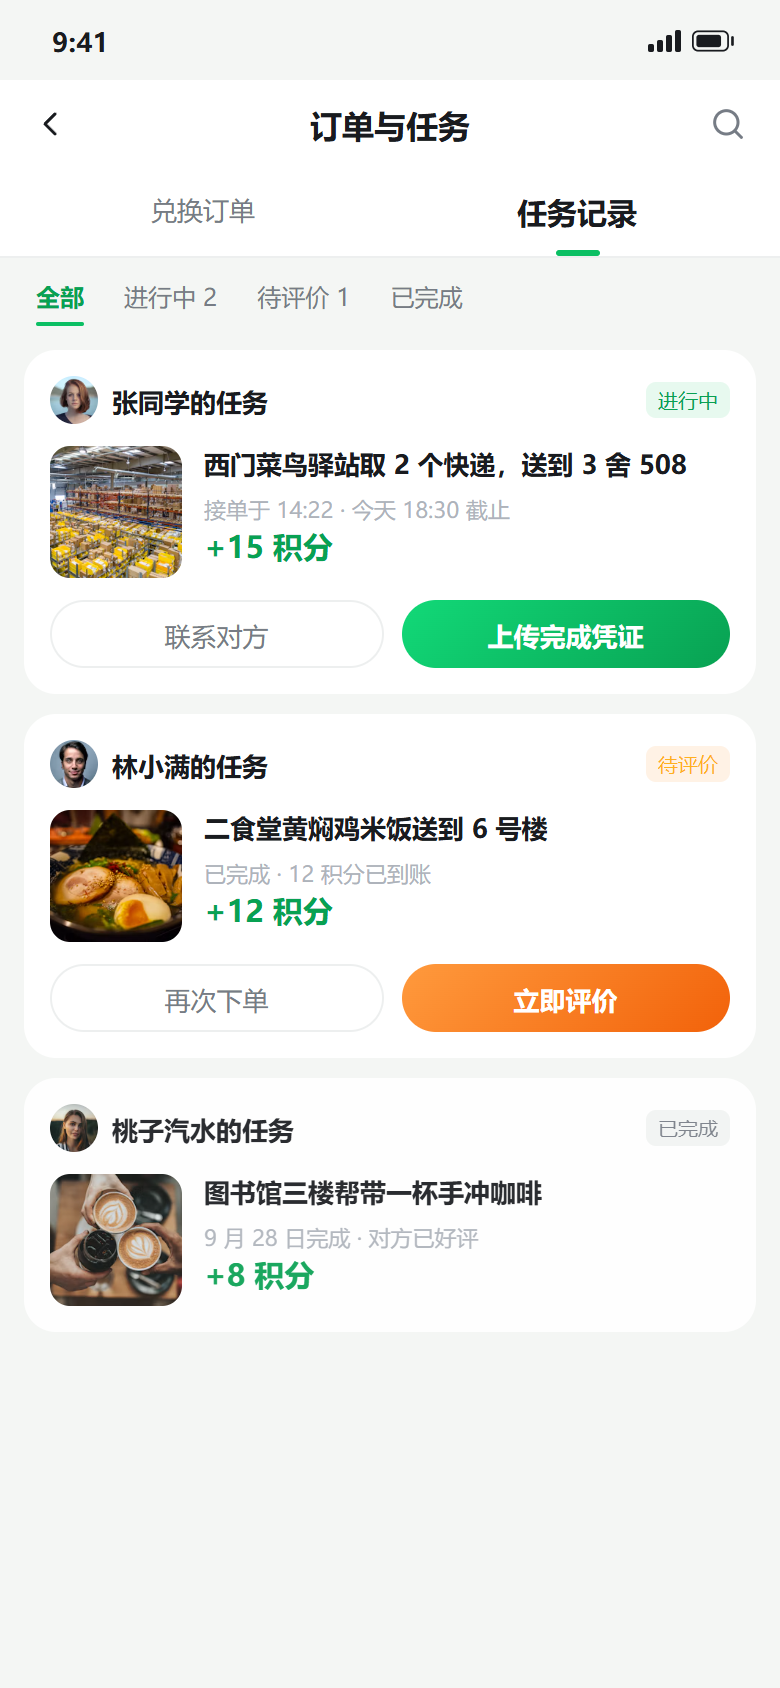 9:41
订单与任务
兑换订单
任务记录
全部
进行中 2
待评价 1
已完成
张同学的任务
进行中
西门菜鸟驿站取 2 个快递，送到 3 舍 508
接单于 14:22 · 今天 18:30 截止
+15 积分
联系对方
上传完成凭证
林小满的任务
待评价
二食堂黄焖鸡米饭送到 6 号楼
已完成 · 12 积分已到账
+12 积分
再次下单
立即评价
桃子汽水的任务
已完成
图书馆三楼帮带一杯手冲咖啡
9 月 28 日完成 · 对方已好评
+8 积分